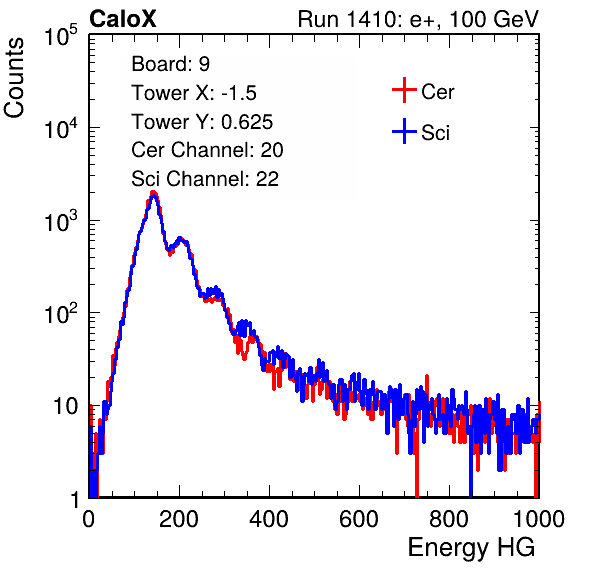 CaloX Run 1410: e+, 100 GeV
Counts
Board: 9
Tower X: -1.5
Tower Y: 0.625
Cer Channel: 20
Sci Channel: 22
Cer
Sci
10^5
10^4
10^3
10^2
10
1
0 200 400 600 800 1000
Energy HG